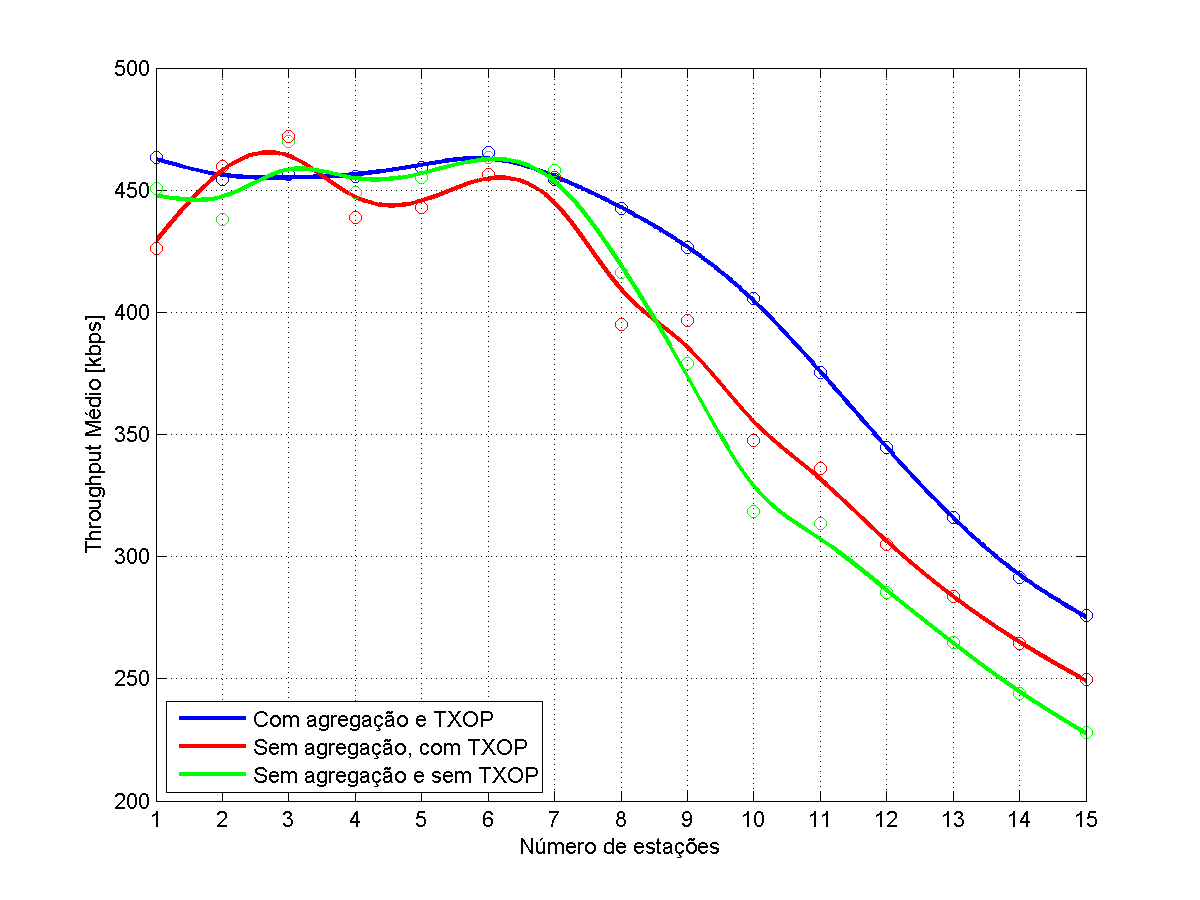 500
450
400
350
300
250
200
Throughput Médio [kbps]
Com agregação e TXOP
Sem agregação, com TXOP
Sem agregação e sem TXOP
1 2 3 4 5 6 7 8 9 10 11 12 13 14 15
Número de estações